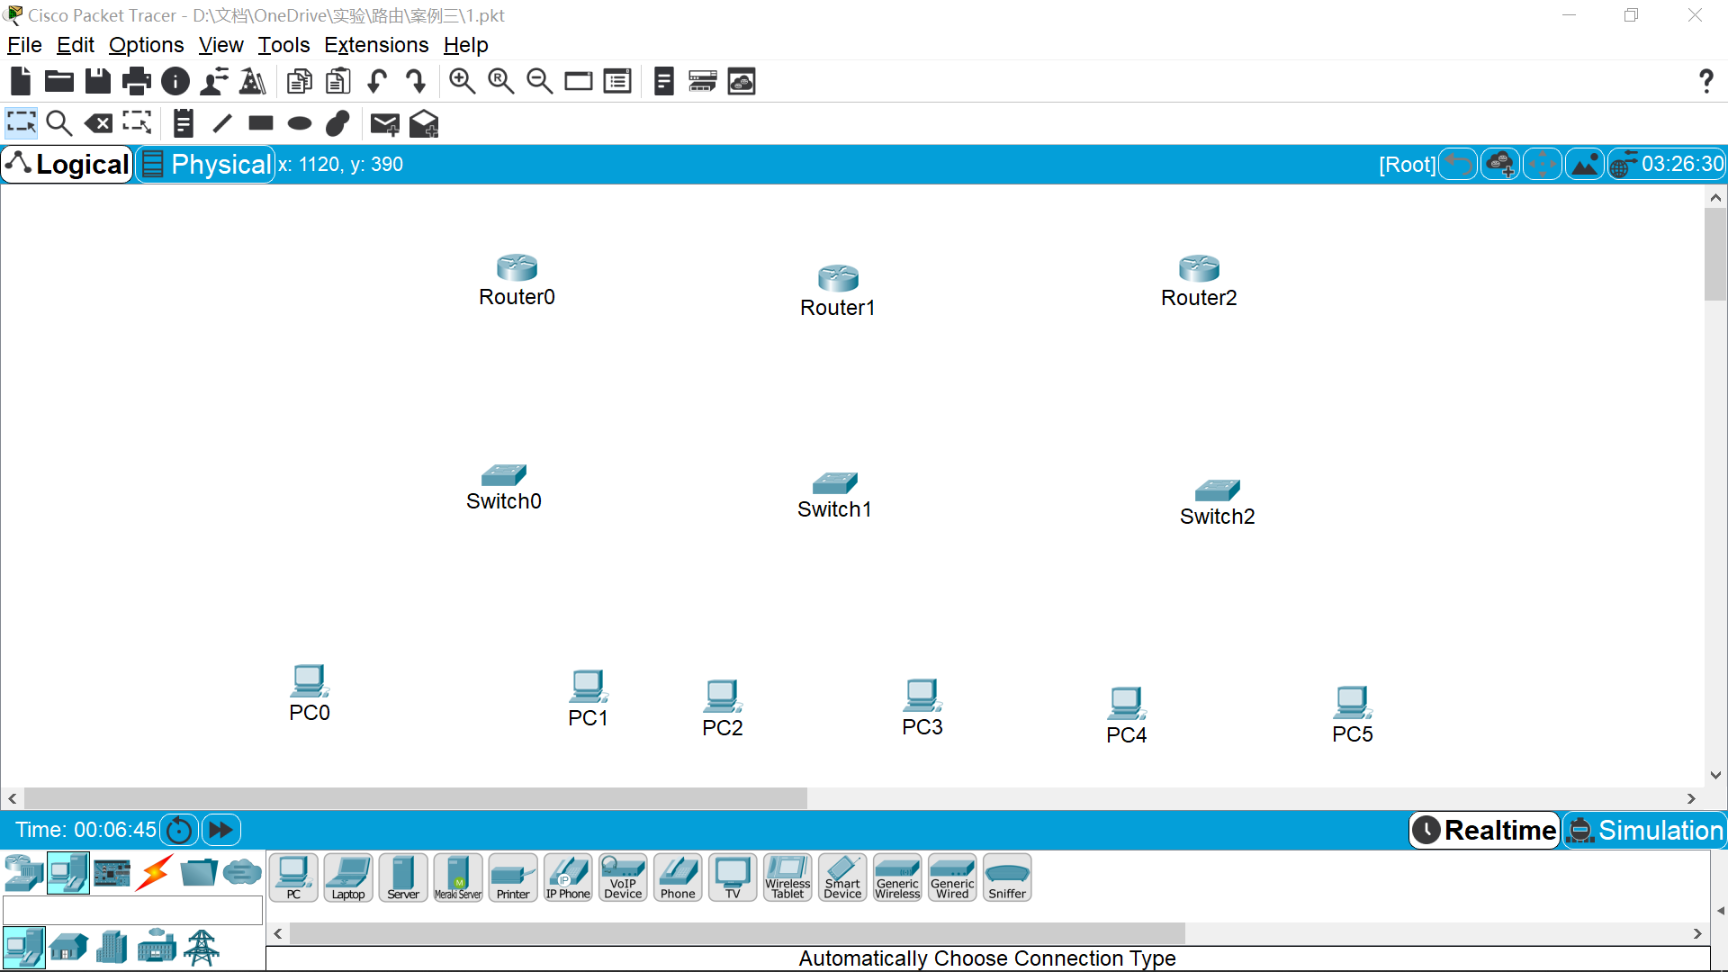 Cisco Packet Tracer - D:\文档\OneDrive\实验\路由\案例三\1.pkt
File Edit Options View Tools Extensions Help
Logical Physical x: 1120, y: 390 [Root] 03:26:30
Router0
Router1
Router2
Switch0
Switch1
Switch2
PC0
PC1
PC2
PC3
PC4
PC5
Time: 00:06:45 Realtime Simulation
PC
Laptop
Server
Meraki Server
Printer
IP Phone
VoIP Device
Phone
TV
Wireless Tablet
Smart Device
Generic Wireless
Generic Wired
Sniffer
Automatically Choose Connection Type